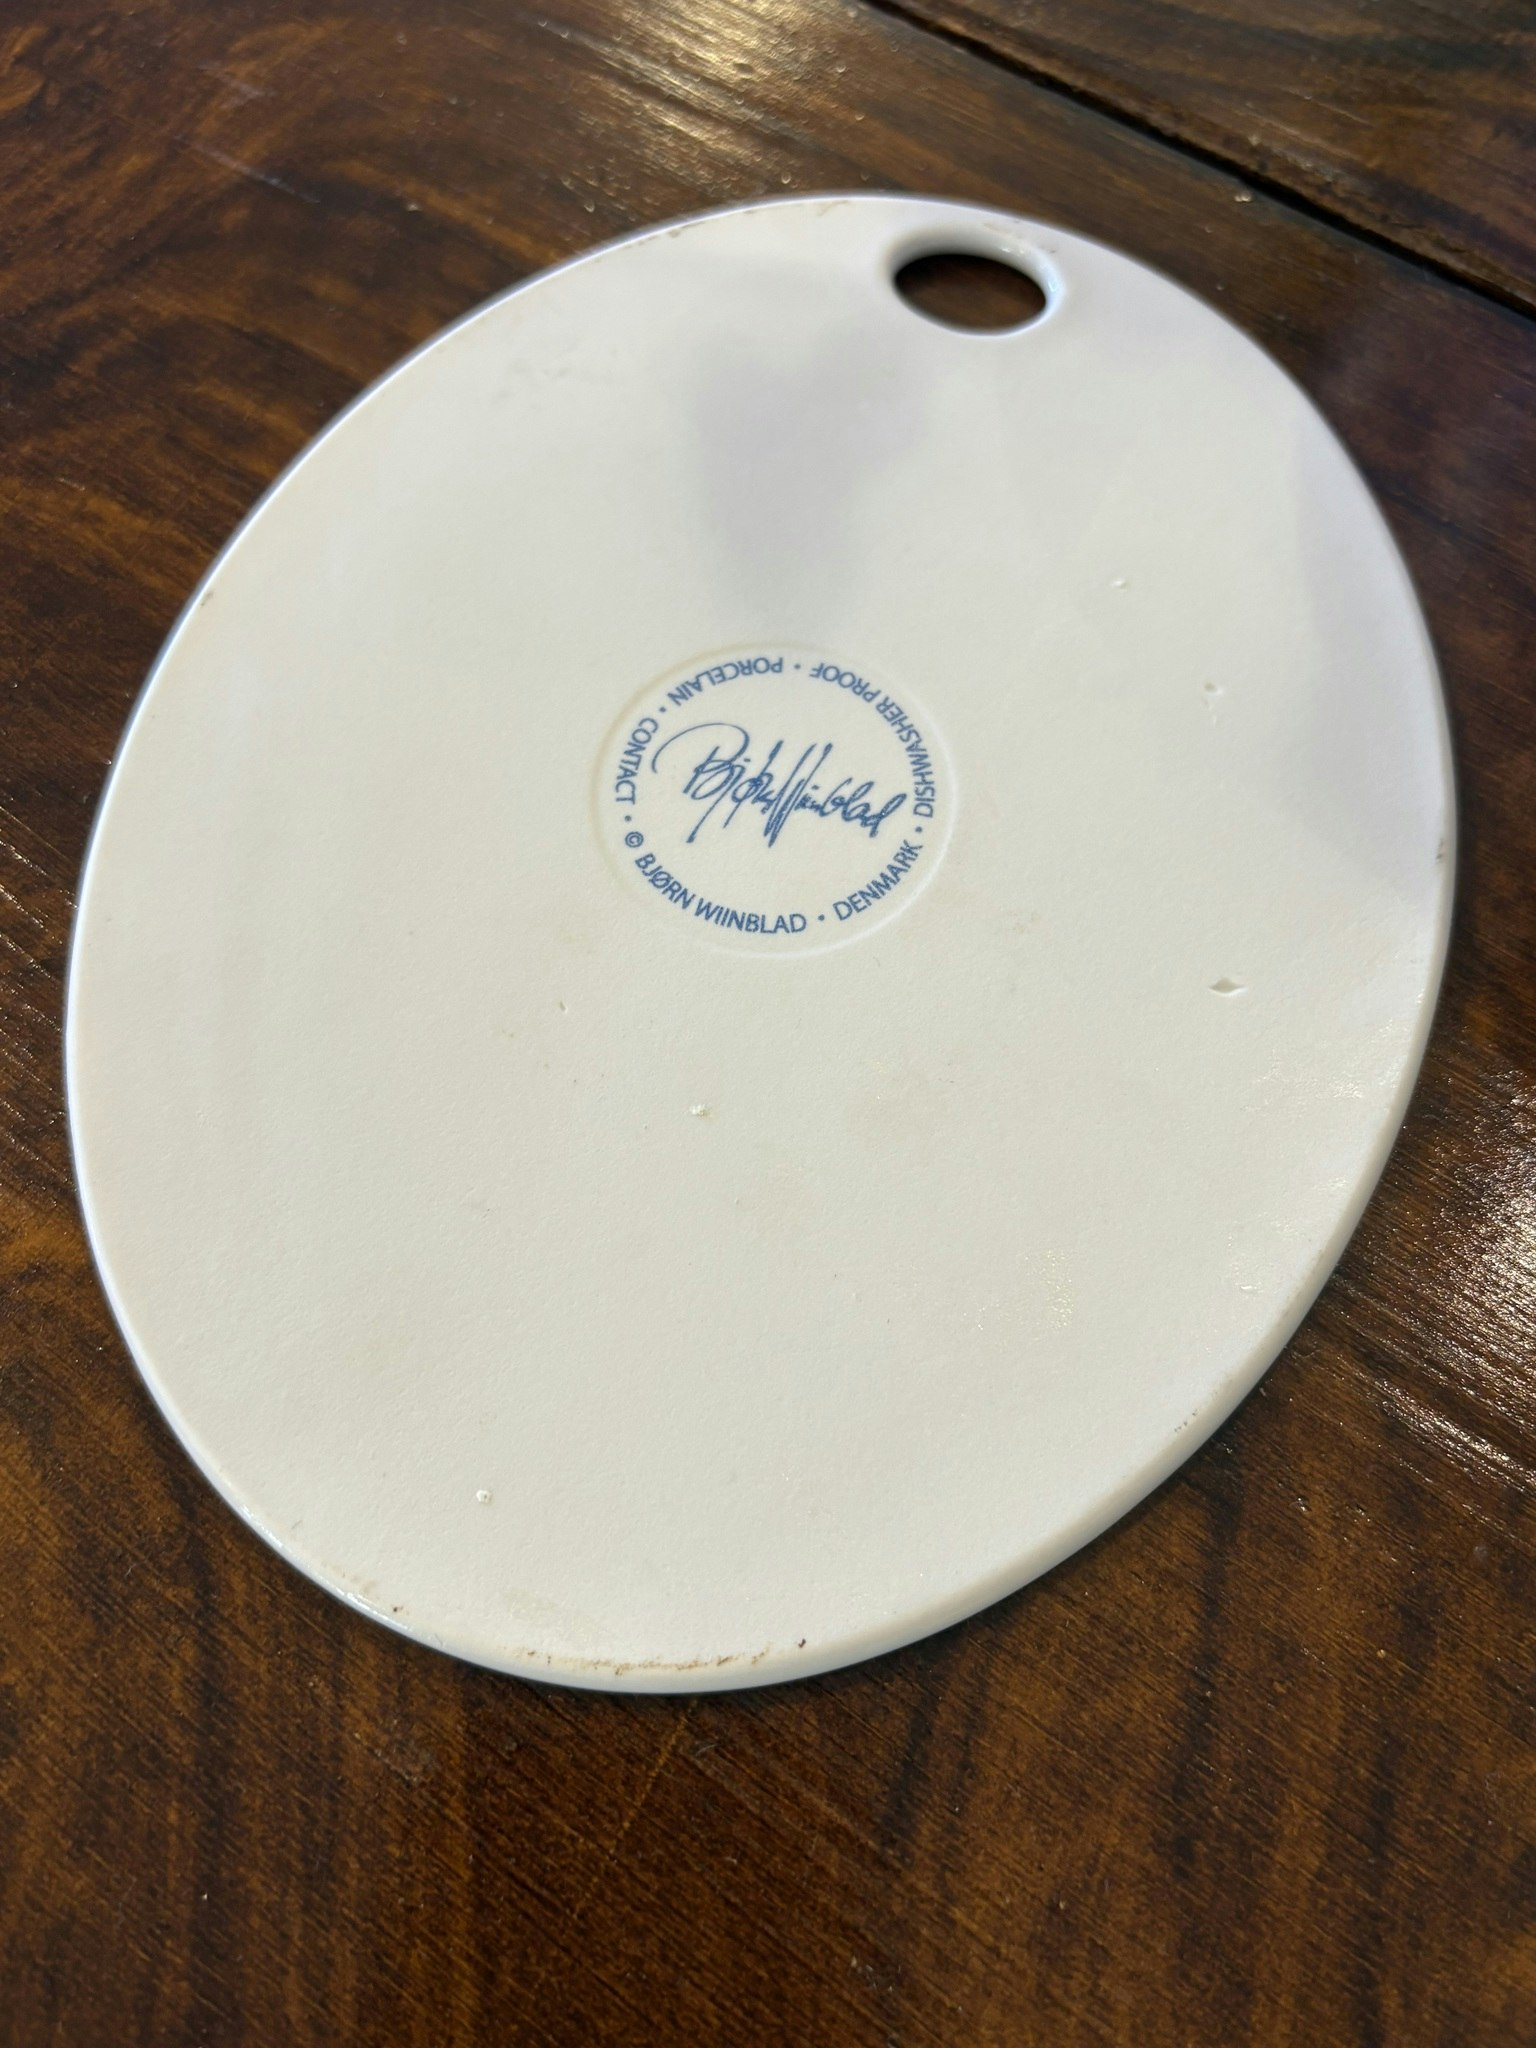 Bjørn Wiinblad
© BJØRN WIINBLAD • DENMARK • DISHWASHER PROOF • PORCELAIN • CONTACT •